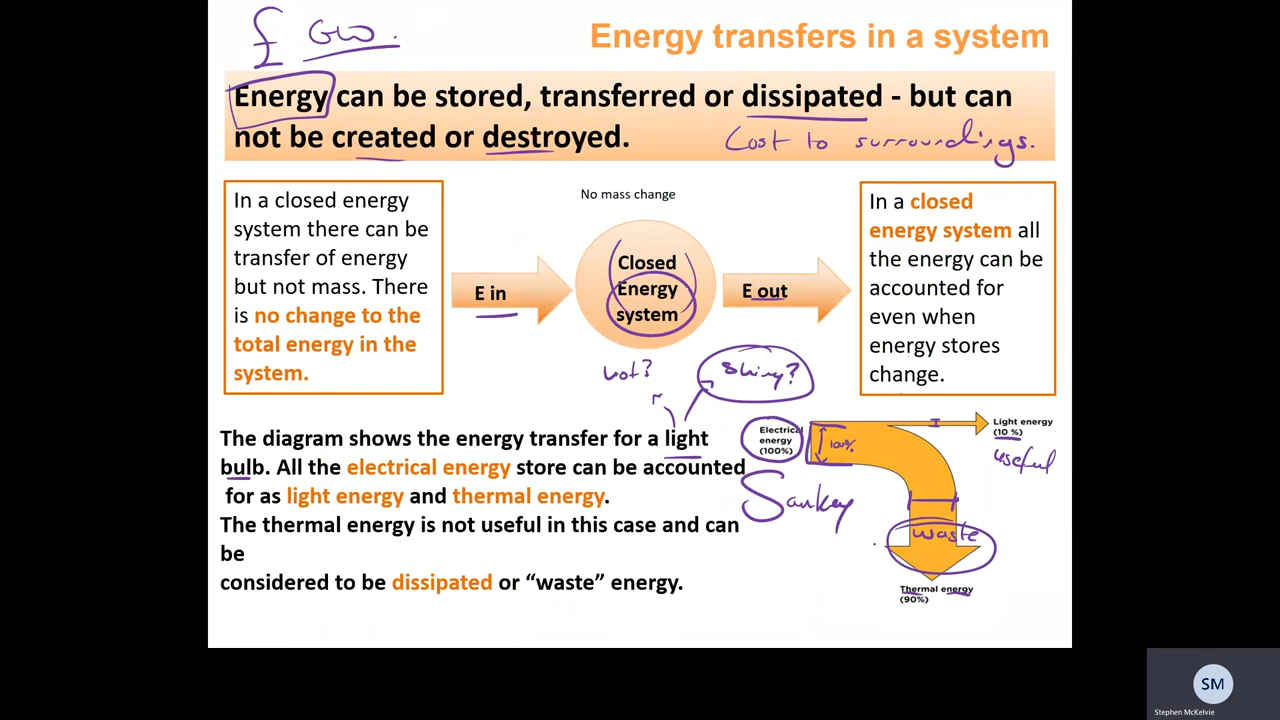 £ GW.
Energy transfers in a system
Energy can be stored, transferred or dissipated - but can
not be created or destroyed.
Lost to surroundings.
In a closed energy
system there can be
transfer of energy
but not mass. There
is no change to the
total energy in the
system.
No mass change
E in
Closed
Energy
system
E out
In a closed
energy system all
the energy can be
accounted for
even when
energy stores
change.
hot?
Shiny?
The diagram shows the energy transfer for a light
bulb. All the electrical energy store can be accounted
for as light energy and thermal energy.
The thermal energy is not useful in this case and can
be
considered to be dissipated or “waste” energy.
Electrical
energy
(100%)
100%
Light energy
(10 %)
useful
Sankey
waste
Thermal energy
(90%)
SM
Stephen McKelvie